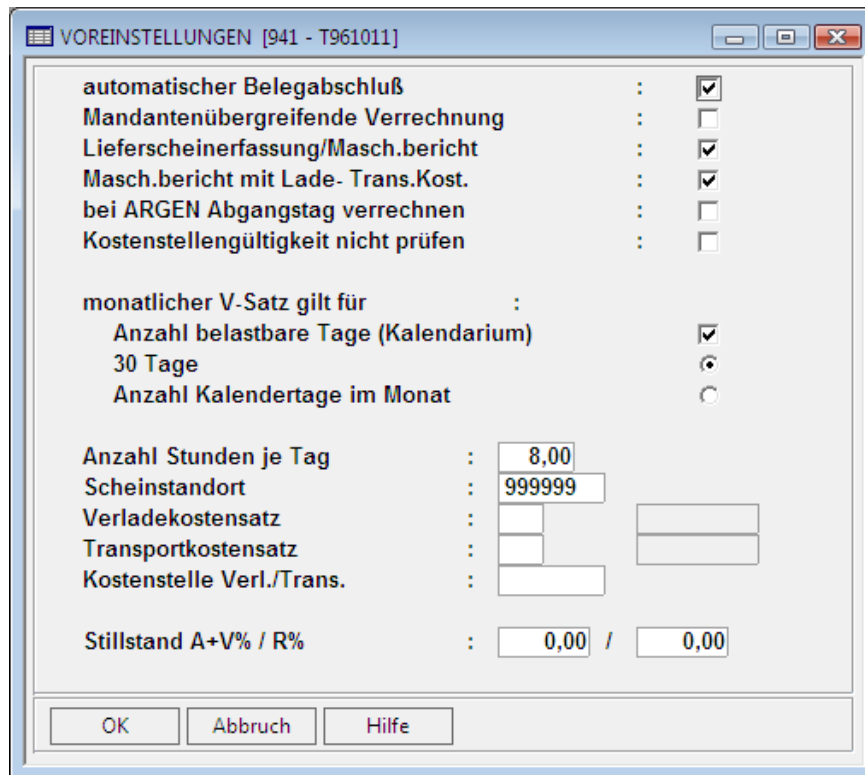 VOREINSTELLUNGEN [941 - T961011]
automatischer Belegabschluß :
Mandantenübergreifende Verrechnung :
Lieferscheinerfassung/Masch.bericht :
Masch.bericht mit Lade- Trans.Kost. :
bei ARGEN Abgangstag verrechnen :
Kostenstellengültigkeit nicht prüfen :
monatlicher V-Satz gilt für :
Anzahl belastbare Tage (Kalendarium)
30 Tage
Anzahl Kalendertage im Monat
Anzahl Stunden je Tag : 8,00
Scheinstandort : 999999
Verladekostensatz :
Transportkostensatz :
Kostenstelle Verl./Trans. :
Stillstand A+V% / R% : 0,00 / 0,00
OK Abbruch Hilfe